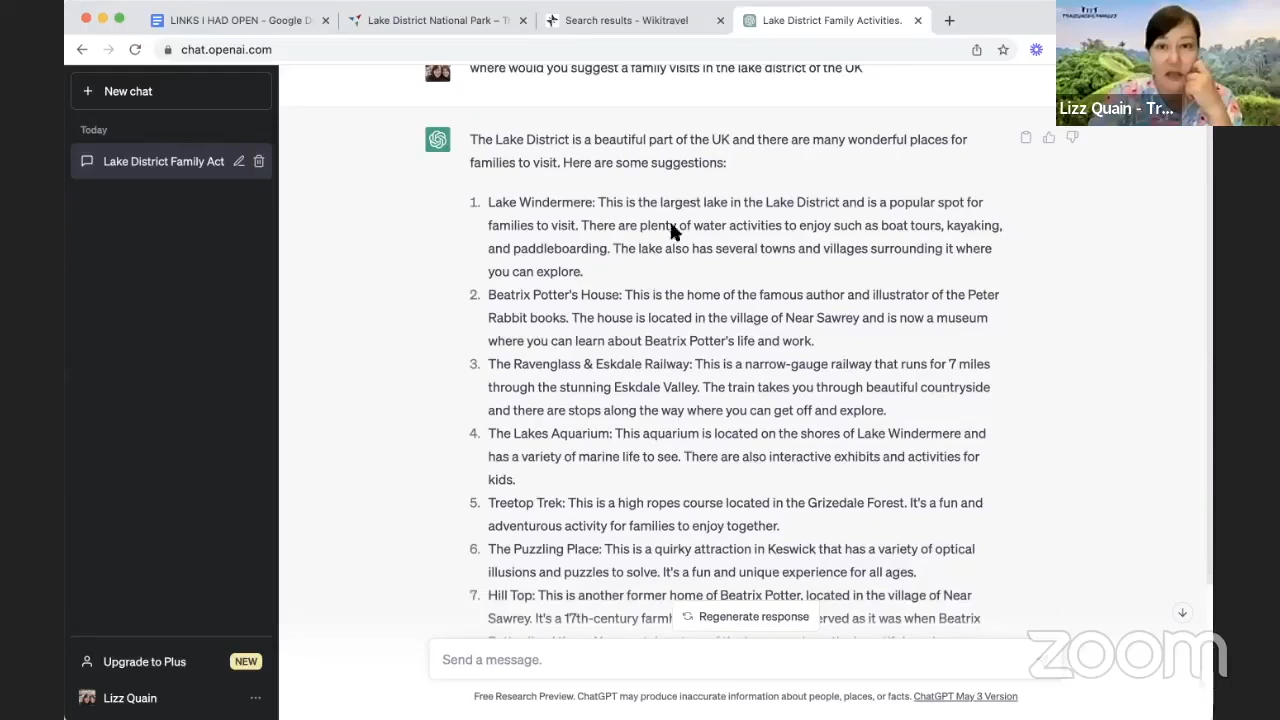 LINKS I HAD OPEN - Google D
Lake District National Park – Tr
Search results - Wikitravel
Lake District Family Activities.
chat.openai.com
Lizz Quain - Tr...
New chat
Today
Lake District Family Act
where would you suggest a family visits in the lake district of the UK
The Lake District is a beautiful part of the UK and there are many wonderful places for
families to visit. Here are some suggestions:
1. Lake Windermere: This is the largest lake in the Lake District and is a popular spot for
families to visit. There are plenty of water activities to enjoy such as boat tours, kayaking,
and paddleboarding. The lake also has several towns and villages surrounding it where
you can explore.
2. Beatrix Potter's House: This is the home of the famous author and illustrator of the Peter
Rabbit books. The house is located in the village of Near Sawrey and is now a museum
where you can learn about Beatrix Potter's life and work.
3. The Ravenglass & Eskdale Railway: This is a narrow-gauge railway that runs for 7 miles
through the stunning Eskdale Valley. The train takes you through beautiful countryside
and there are stops along the way where you can get off and explore.
4. The Lakes Aquarium: This aquarium is located on the shores of Lake Windermere and
has a variety of marine life to see. There are also interactive exhibits and activities for
kids.
5. Treetop Trek: This is a high ropes course located in the Grizedale Forest. It's a fun and
adventurous activity for families to enjoy together.
6. The Puzzling Place: This is a quirky attraction in Keswick that has a variety of optical
illusions and puzzles to solve. It's a fun and unique experience for all ages.
7. Hill Top: This is another former home of Beatrix Potter, located in the village of Near
Sawrey. It's a 17th-century farmh erved as it was when Beatrix
Regenerate response
Send a message.
Upgrade to Plus NEW
Lizz Quain
Free Research Preview. ChatGPT may produce inaccurate information about people, places, or facts. ChatGPT May 3 Version
zoom